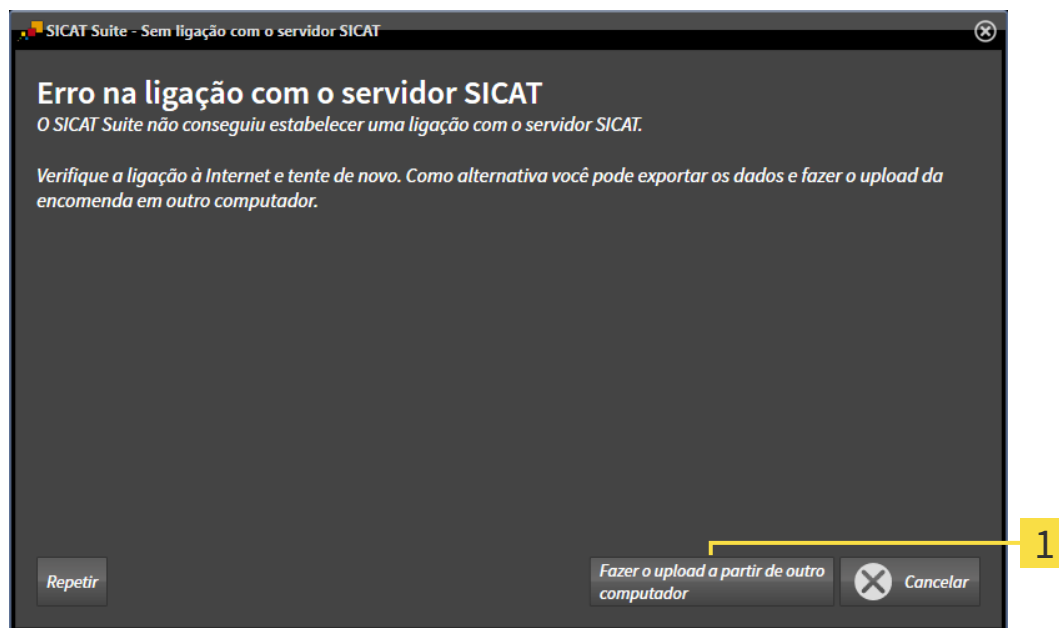 SICAT Suite - Sem ligação com o servidor SICAT
Erro na ligação com o servidor SICAT
O SICAT Suite não conseguiu estabelecer uma ligação com o servidor SICAT.
Verifique a ligação à Internet e tente de novo. Como alternativa você pode exportar os dados e fazer o upload da
encomenda em outro computador.
1
Repetir
Fazer o upload a partir de outro
computador
Cancelar